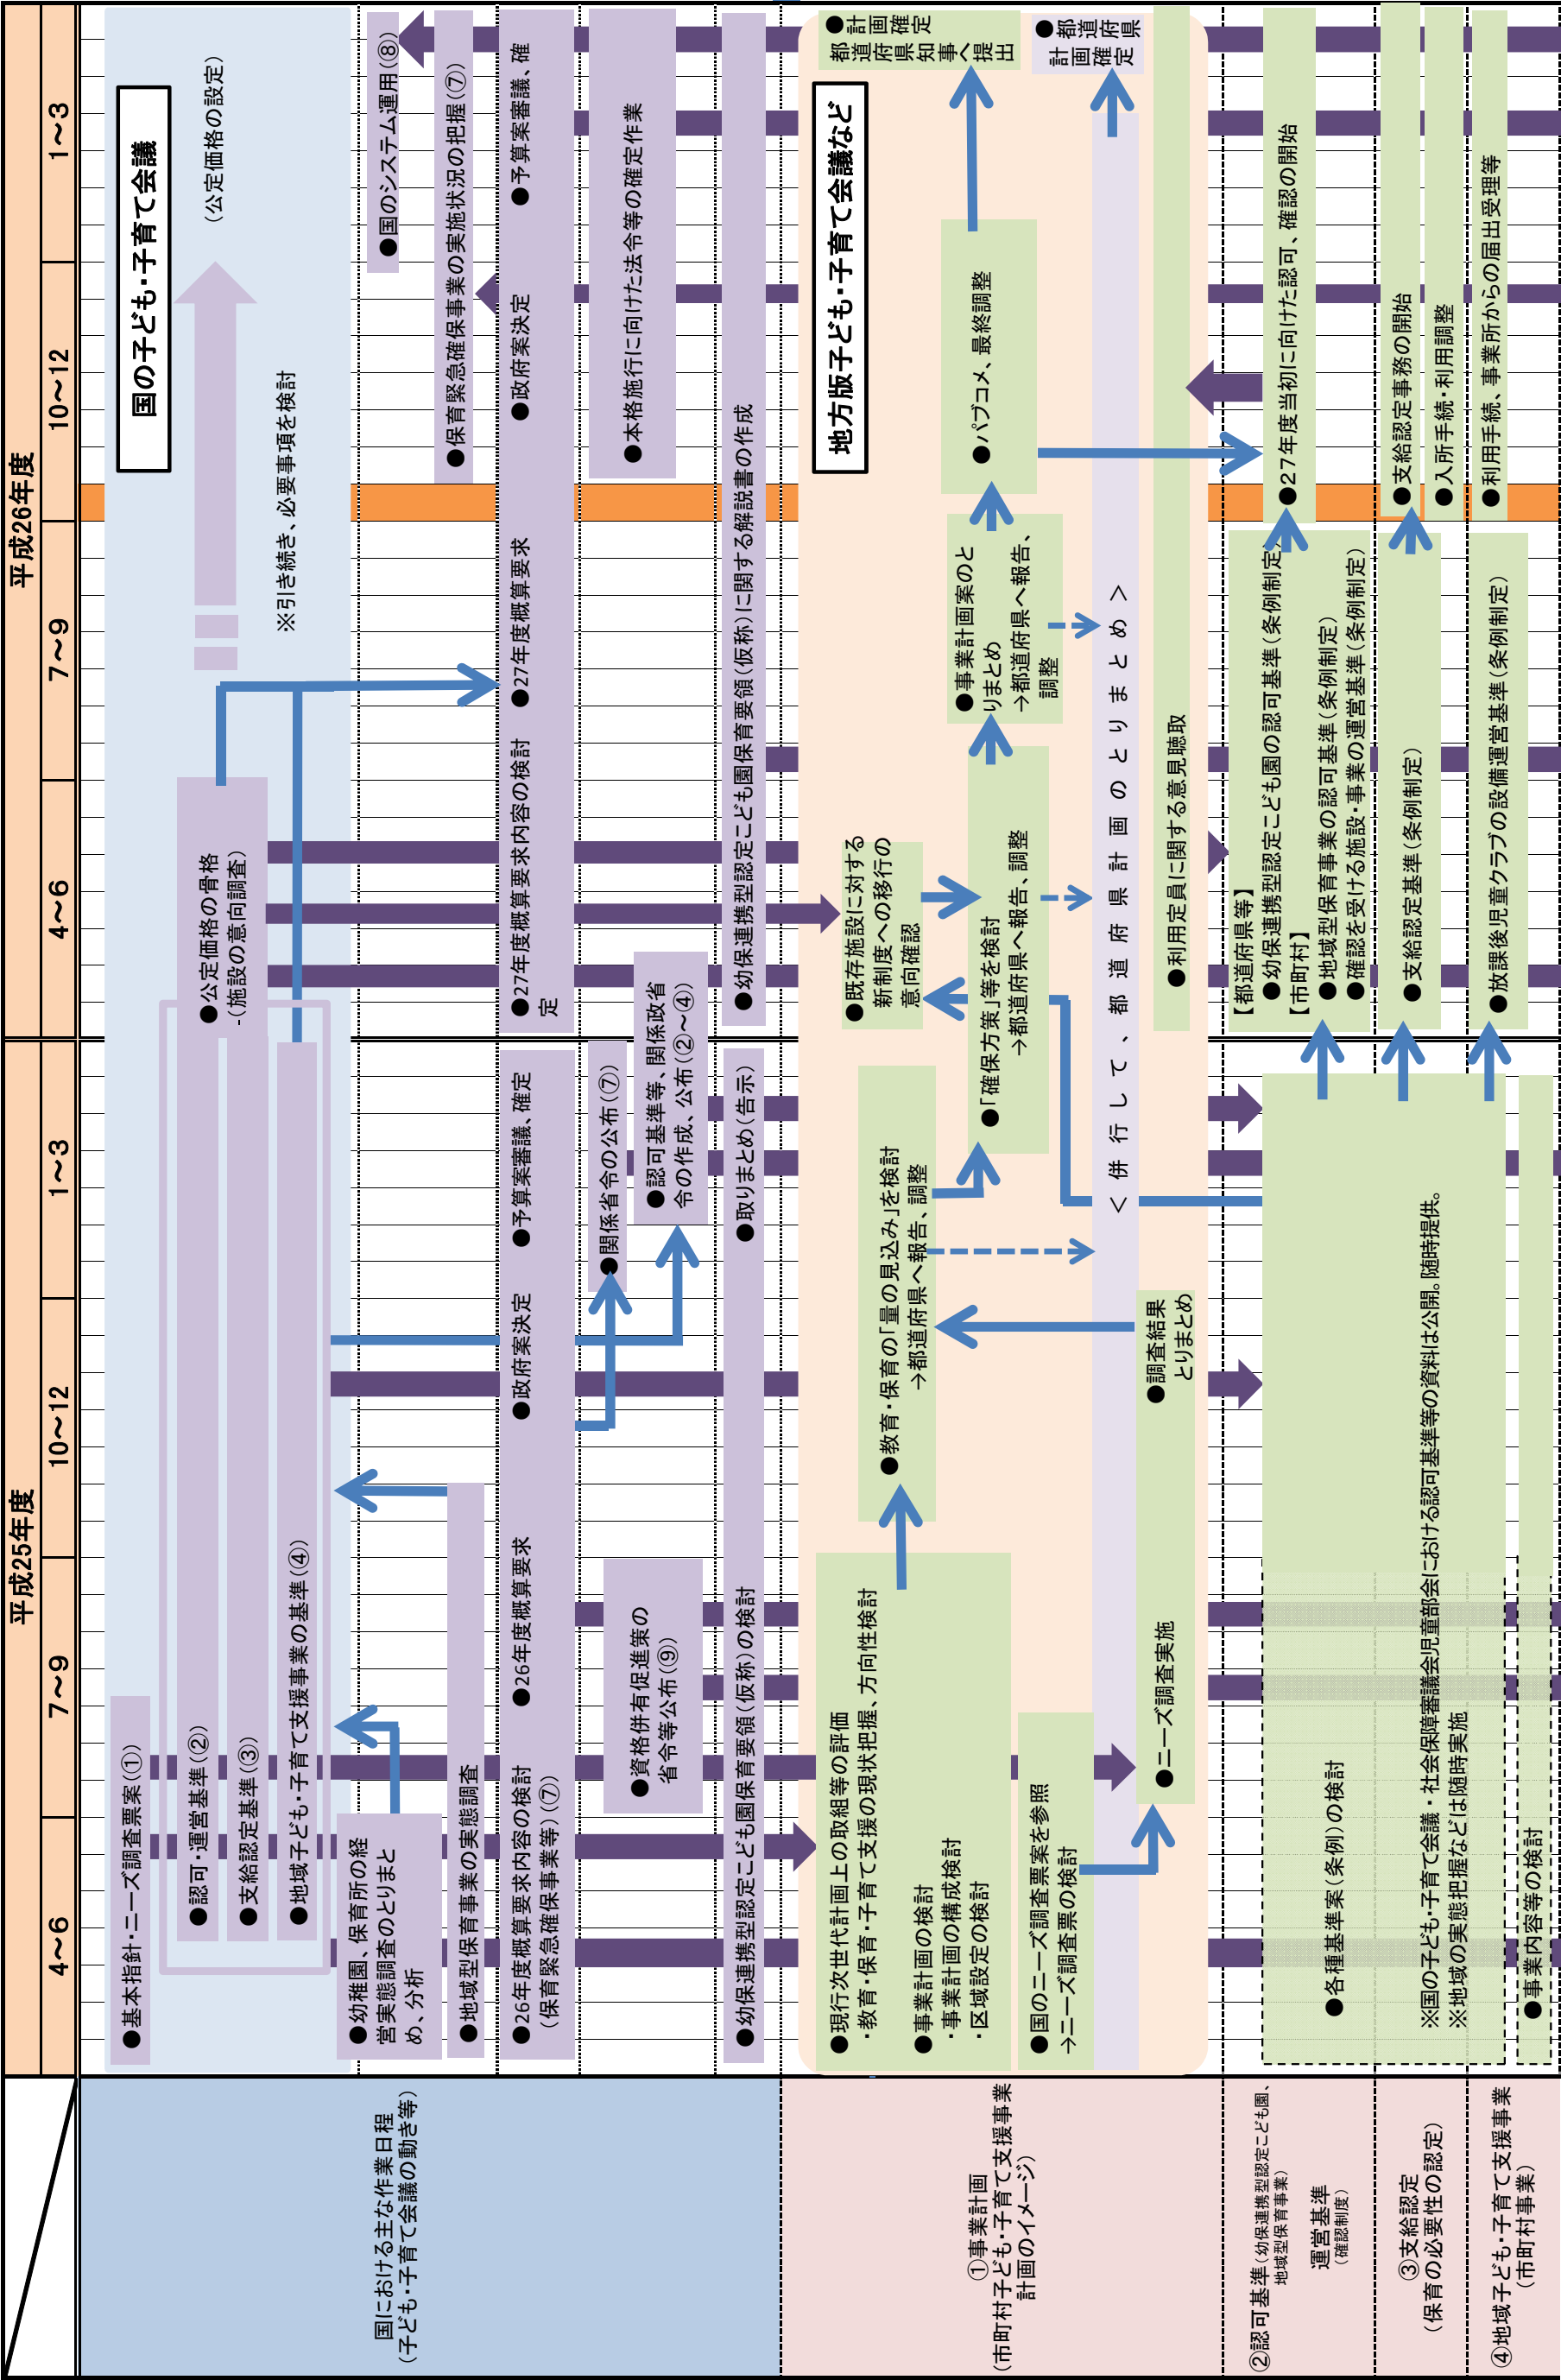 平成25年度
平成26年度
4～6
7～9
10～12
1～3
4～6
7～9
10～12
1～3
国における主な作業日程
(子ども・子育て会議の動き等)
国の子ども・子育て会議
●基本指針・ニーズ調査票案(①)
●認可・運営基準(②)
●支給認定基準(③)
●地域子ども・子育て支援事業の基準(④)
●公定価格の骨格
-(施設の意向調査)
(公定価格の設定)
※引き続き、必要事項を検討
●幼稚園、保育所の経
営実態調査のとりまと
め、分析
●国のシステム運用(⑧)
●地域型保育事業の実態調査
●保育緊急確保事業の実施状況の把握(⑦)
●26年度概算要求内容の検討
(保育緊急確保事業等)(⑦)
●26年度概算要求
●政府案決定
●予算案審議、確定
●27年度概算要求内容の検討
●27年度概算要求
●政府案決定
●予算案審議、確
定
●資格併有促進策の
省令等公布(⑨)
●関係省令の公布(⑦)
●認可基準等、関係政省
令の作成、公布(②～④)
●本格施行に向けた法令等の確定作業
●幼保連携型認定こども園保育要領(仮称)の検討
●取りまとめ(告示)
●幼保連携型認定こども園保育要領(仮称)に関する解説書の作成
①事業計画
(市町村子ども・子育て支援事業
計画のイメージ)
地方版子ども・子育て会議など
●現行次世代計画上の取組等の評価
・教育・保育・子育て支援の現状把握、方向性検討
●事業計画の検討
・事業計画の構成検討
・区域設定の検討
●教育・保育の「量の見込み」を検討
→都道府県へ報告、調整
●既存施設に対する
新制度への移行の
意向確認
●「確保方策」等を検討
→都道府県へ報告、調整
●事業計画案のと
りまとめ
→都道府県へ報告、
調整
●パブコメ、最終調整
●計画確定
都道府県知事へ提出
●都道府県
計画確定
●国のニーズ調査票案を参照
→ニーズ調査票の検討
＜併行して、都道府県計画のとりまとめ＞
●ニーズ調査実施
●調査結果
とりまとめ
●利用定員に関する意見聴取
②認可基準(幼保連携型認定こども園、
地域型保育事業)
運営基準
(確認制度)
●各種基準案(条例)の検討
※国の子ども・子育て会議・社会保障審議会児童部会における認可基準等の資料は公開。随時提供。
※地域の実態把握などは随時実施
【都道府県等】
●幼保連携型認定こども園の認可基準(条例制定)
【市町村】
●地域型保育事業の認可基準(条例制定)
●確認を受ける施設・事業の運営基準(条例制定)
●27年度当初に向けた認可、確認の開始
③支給認定
(保育の必要性の認定)
●支給認定基準(条例制定)
●支給認定事務の開始
●入所手続・利用調整
④地域子ども・子育て支援事業
(市町村事業)
●事業内容等の検討
●放課後児童クラブの設備運営基準(条例制定)
●利用手続、事業所からの届出受理等